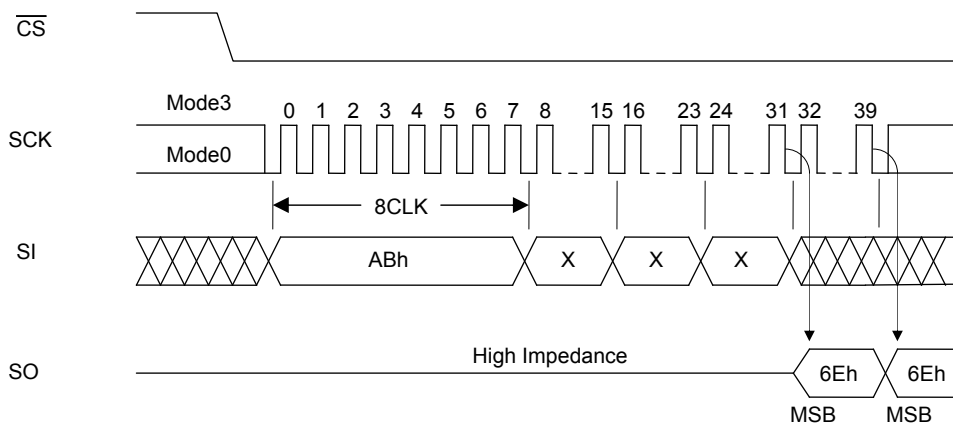 CS
Mode3
0 1 2 3 4 5 6 7 8 15 16 23 24 31 32 39
SCK
Mode0
8CLK
SI
ABh X X X
High Impedance
SO
6Eh 6Eh
MSB MSB